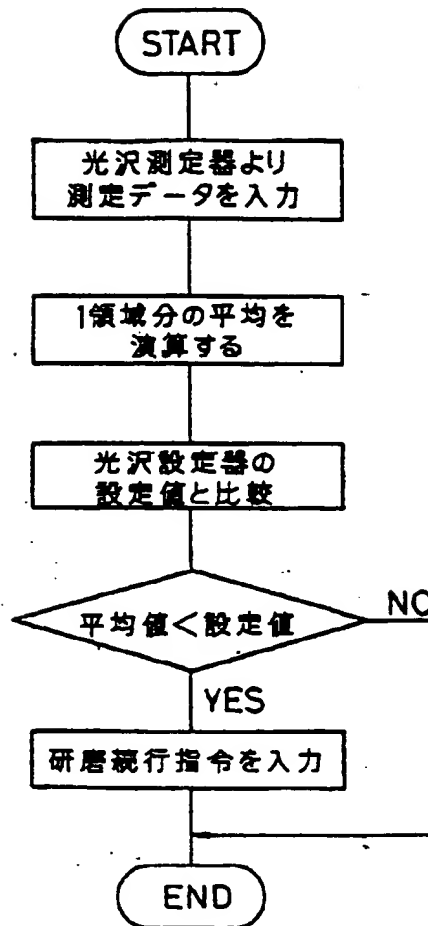 START
光沢測定器より
測定データを入力
1領域分の平均を
演算する
光沢設定器の
設定値と比較
平均値<設定値
NO
YES
研磨続行指令を入力
END